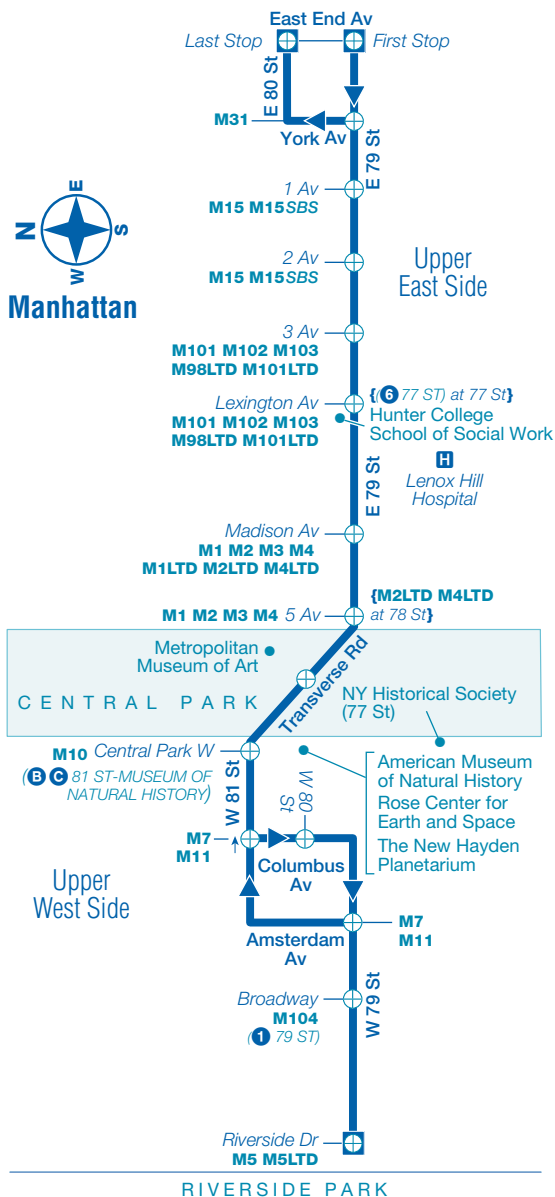 East End Av
Last Stop
First Stop
E 80 St
M31
York Av
E 79 St
1 Av
M15 M15SBS
E
N
S
W
Manhattan
2 Av
M15 M15SBS
Upper
East Side
3 Av
M101 M102 M103
M98LTD M101LTD
Lexington Av
M101 M102 M103
M98LTD M101LTD
{(6 77 ST) at 77 St}
Hunter College
School of Social Work
H
Lenox Hill
Hospital
E 79 St
Madison Av
M1 M2 M3 M4
M1LTD M2LTD M4LTD
M1 M2 M3 M4 5 Av
{M2LTD M4LTD
at 78 St}
Metropolitan
Museum of Art
CENTRAL PARK
Transverse Rd
NY Historical Society
(77 St)
M10 Central Park W
(B C 81 ST-MUSEUM OF
NATURAL HISTORY)
W 81 St
W 80
St
American Museum
of Natural History
Rose Center for
Earth and Space
The New Hayden
Planetarium
M7
M11
Columbus
Av
Upper
West Side
Amsterdam
Av
M7
M11
Broadway
M104
(1 79 ST)
W 79 St
Riverside Dr
M5 M5LTD
RIVERSIDE PARK